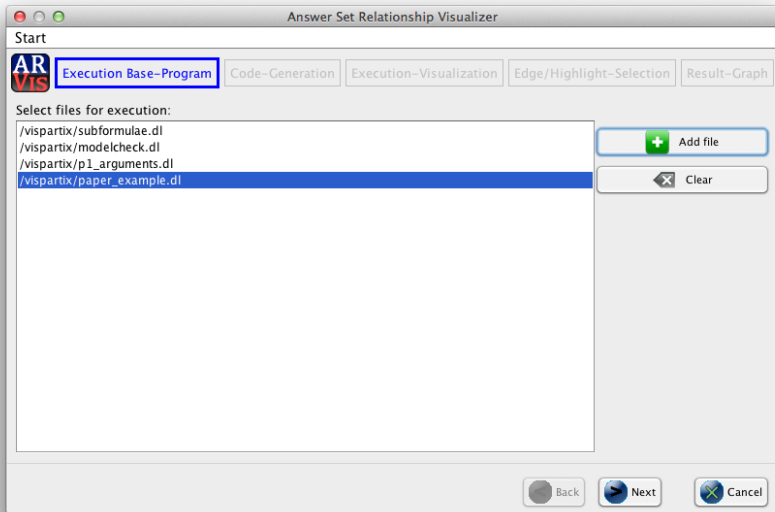 Answer Set Relationship Visualizer
Start
AR
VIS
Execution Base-Program
Code-Generation
Execution-Visualization
Edge/Highlight-Selection
Result-Graph
Select files for execution:
/vispartix/subformulae.dl
/vispartix/modelcheck.dl
/vispartix/p1_arguments.dl
/vispartix/paper_example.dl
Add file
Clear
Back
Next
Cancel